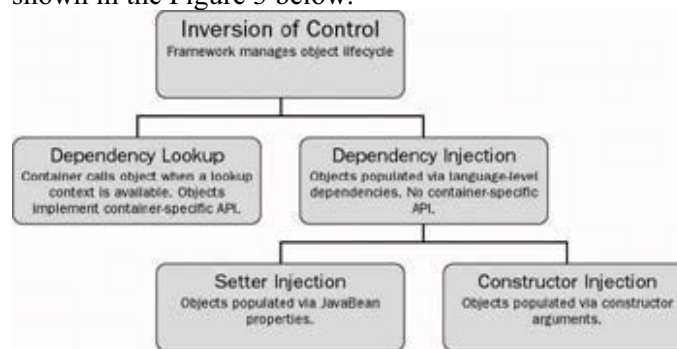 shown in the Figure 3 below:
Inversion of Control
Framework manages object lifecycle
Dependency Lookup
Container calls object when a lookup
context is available. Objects
implement container-specific API.
Dependency Injection
Objects populated via language-level
dependencies. No container-specific
API.
Setter Injection
Objects populated via JavaBean
properties.
Constructor Injection
Objects populated via constructor
arguments.